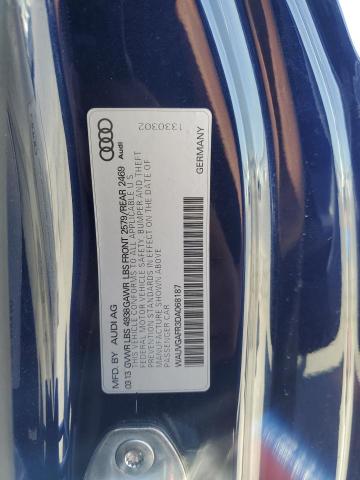 MFD. BY AUDI AG
03.13 GVWR LBS 4938 GAWR LBS FRONT 2579/REAR 2469
THIS VEHICLE CONFORMS TO ALL APPLICABLE U S
FEDERAL MOTOR VEHICLE SAFETY, BUMPER AND THEFT
PREVENTION STANDARDS IN EFFECT ON THE DATE OF
MANUFACTURE SHOWN ABOVE.
PASSENGER CAR
WAUVGAFR3DA068187
GERMANY
Audi
1330302